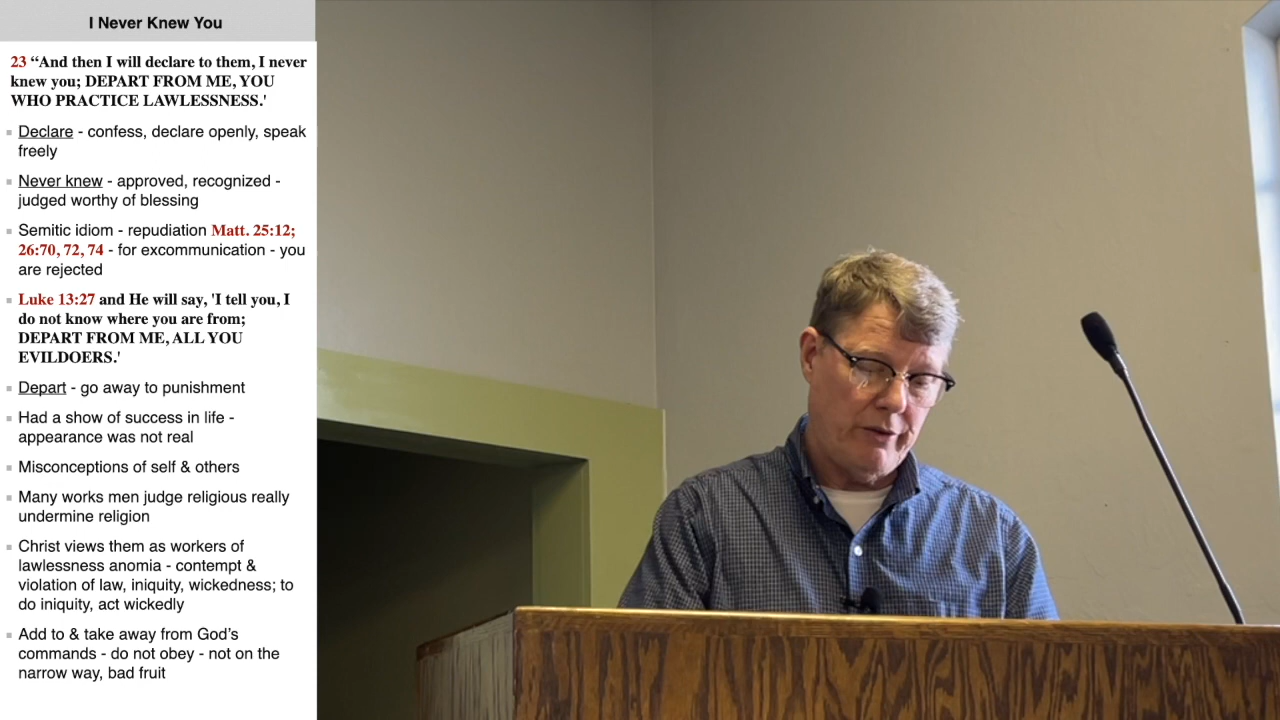 I Never Knew You
23 “And then I will declare to them, I never
knew you; DEPART FROM ME, YOU
WHO PRACTICE LAWLESSNESS.'
Declare - confess, declare openly, speak
freely
Never knew - approved, recognized -
judged worthy of blessing
Semitic idiom - repudiation Matt. 25:12;
26:70, 72, 74 - for excommunication - you
are rejected
Luke 13:27 and He will say, 'I tell you, I
do not know where you are from;
DEPART FROM ME, ALL YOU
EVILDOERS.'
Depart - go away to punishment
Had a show of success in life -
appearance was not real
Misconceptions of self & others
Many works men judge religious really
undermine religion
Christ views them as workers of
lawlessness anomia - contempt &
violation of law, iniquity, wickedness; to
do iniquity, act wickedly
Add to & take away from God’s
commands - do not obey - not on the
narrow way, bad fruit